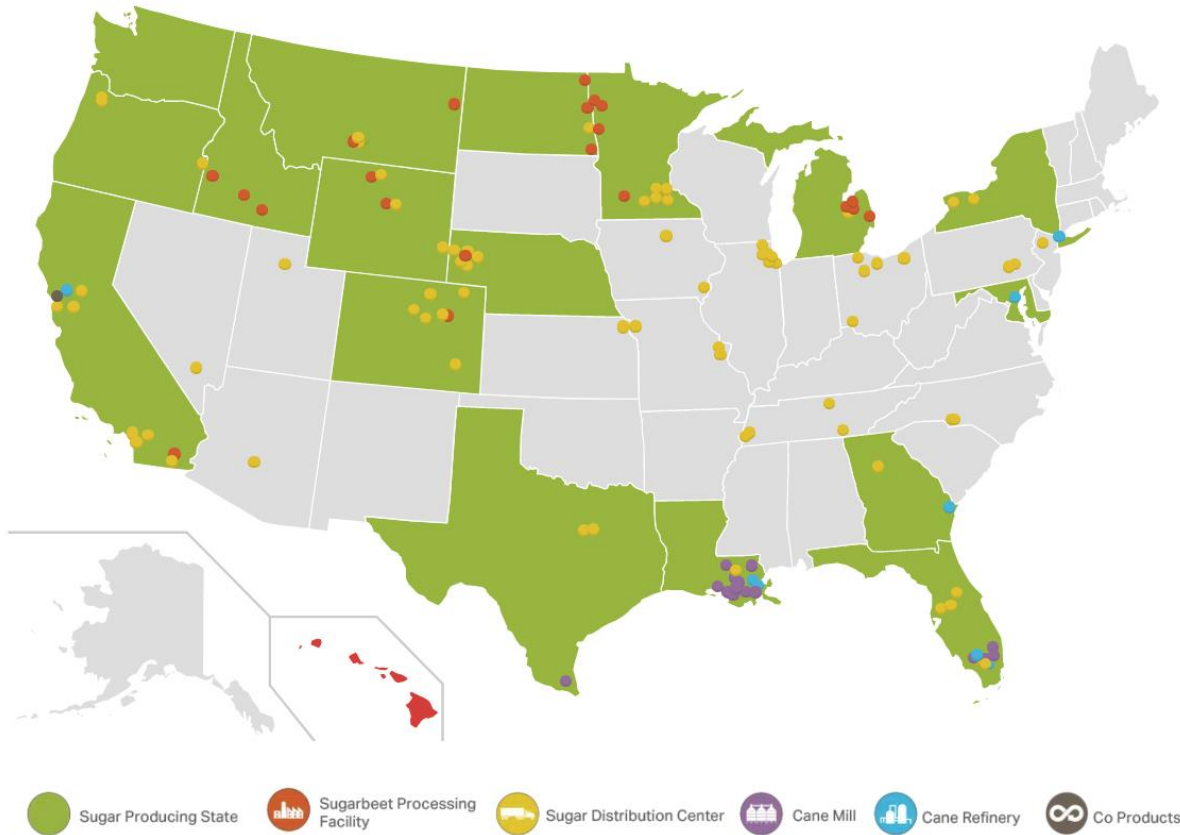 Sugar Producing State
Sugarbeet Processing
Facility
Sugar Distribution Center
Cane Mill
Cane Refinery
Co Products